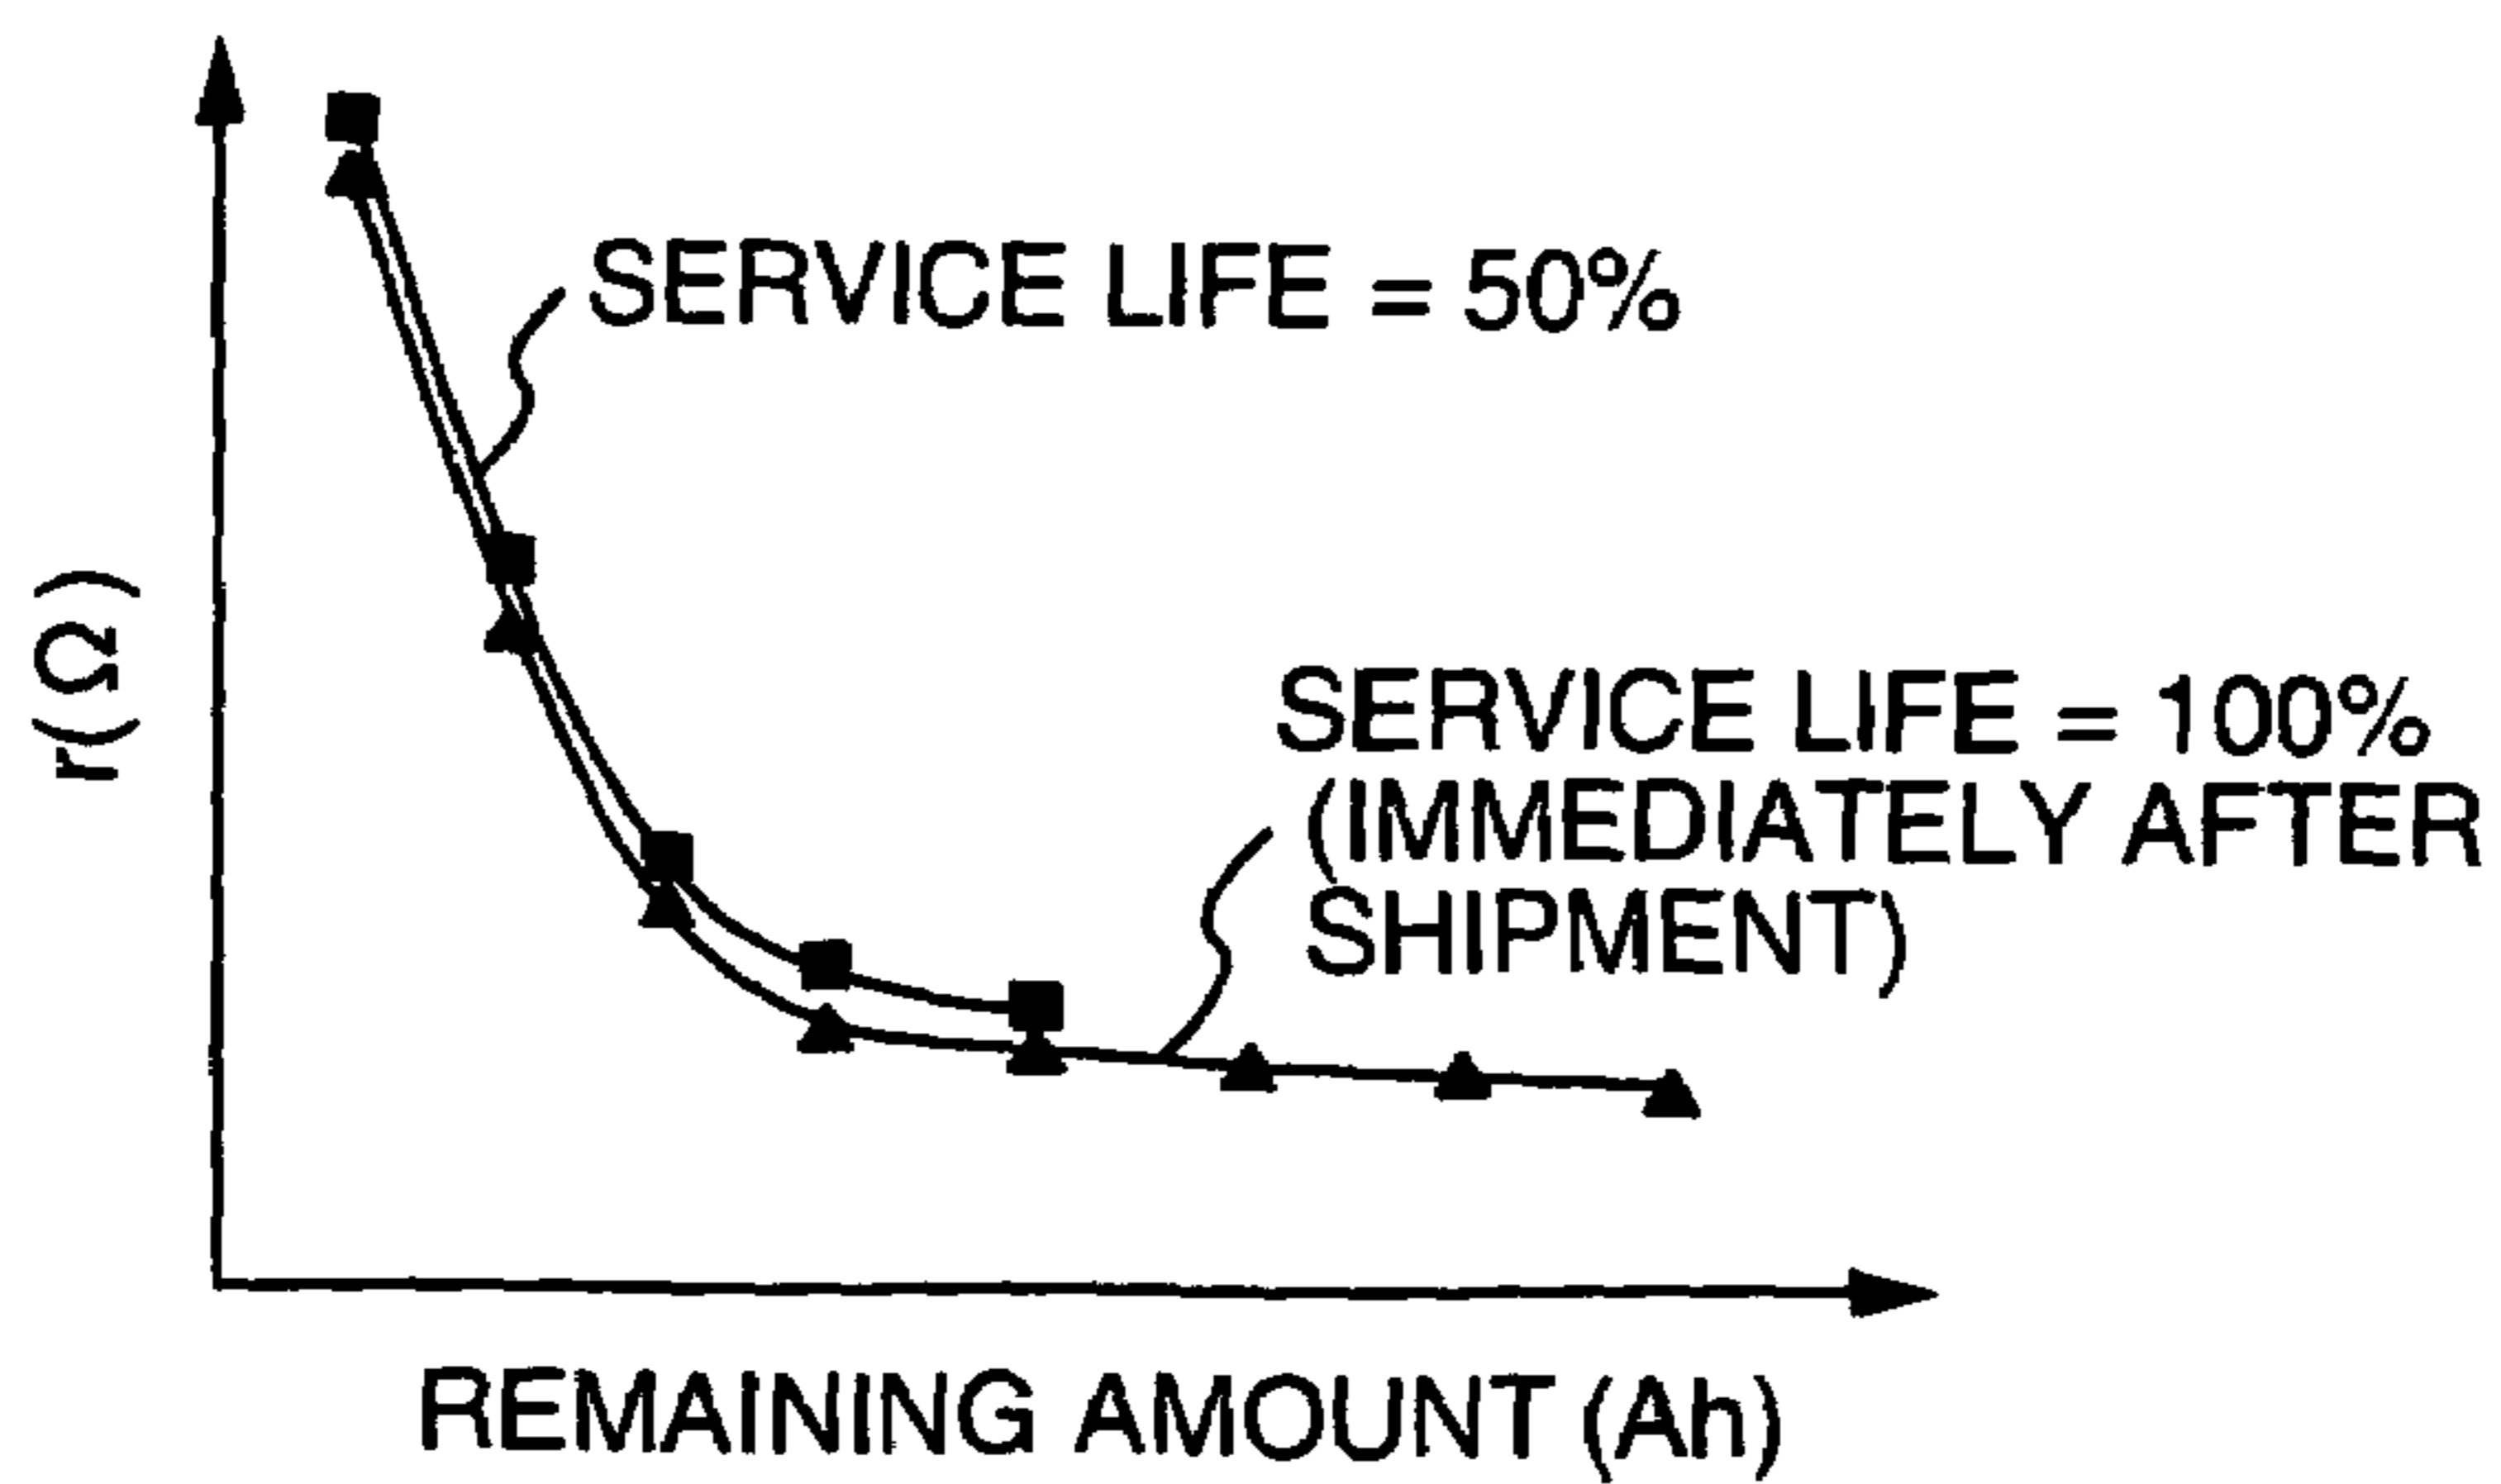 SERVICE LIFE = 50%
r(Ω)
SERVICE LIFE = 100%
(IMMEDIATELY AFTER
SHIPMENT)
REMAINING AMOUNT (Ah)